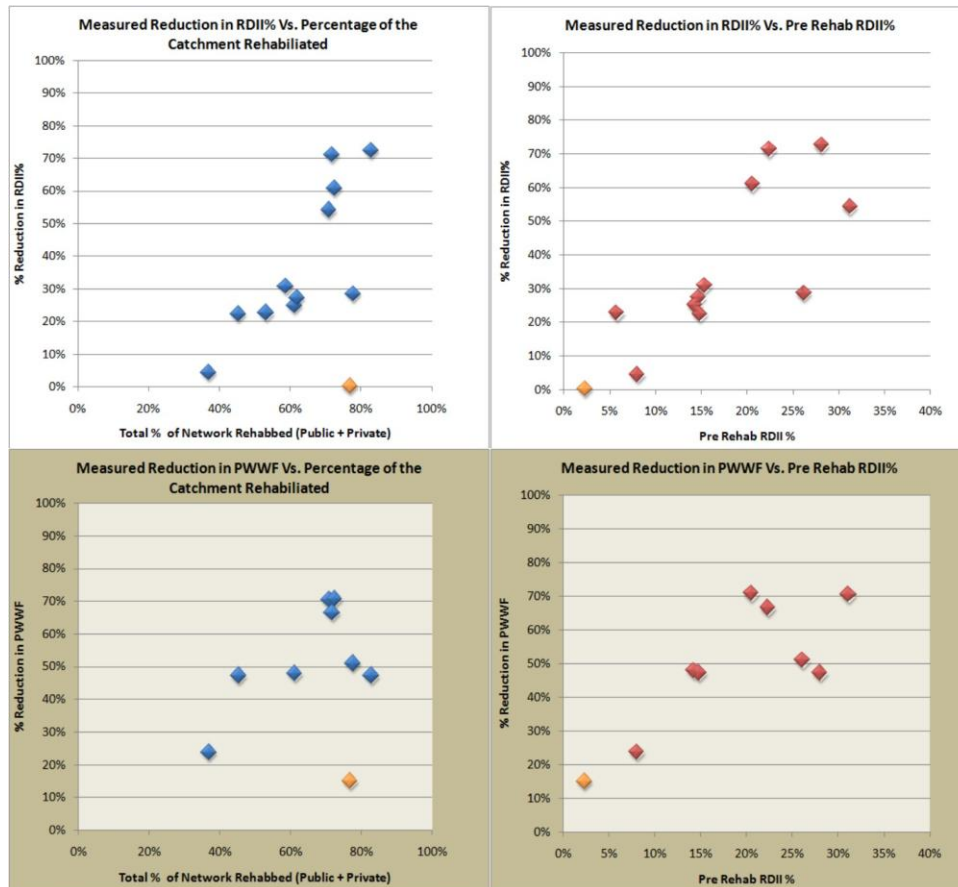 Measured Reduction in RDII% Vs. Percentage of the
Catchment Rehabiliated
100%
90%
80%
70%
60%
50%
40%
30%
20%
10%
0%
% Reduction in RDII%
0% 20% 40% 60% 80% 100%
Total % of Network Rehabbed (Public + Private)
Measured Reduction in RDII% Vs. Pre Rehab RDII%
100%
90%
80%
70%
60%
50%
40%
30%
20%
10%
0%
% Reduction in RDII%
0% 5% 10% 15% 20% 25% 30% 35% 40%
Pre Rehab RDII %
Measured Reduction in PWWF Vs. Percentage of the
Catchment Rehabiliated
100%
90%
80%
70%
60%
50%
40%
30%
20%
10%
0%
% Reduction in PWWF
0% 20% 40% 60% 80% 100%
Total % of Network Rehabbed (Public + Private)
Measured Reduction in PWWF Vs. Pre Rehab RDII%
100%
90%
80%
70%
60%
50%
40%
30%
20%
10%
0%
% Reduction in PWWF
0% 5% 10% 15% 20% 25% 30% 35% 40%
Pre Rehab RDII %